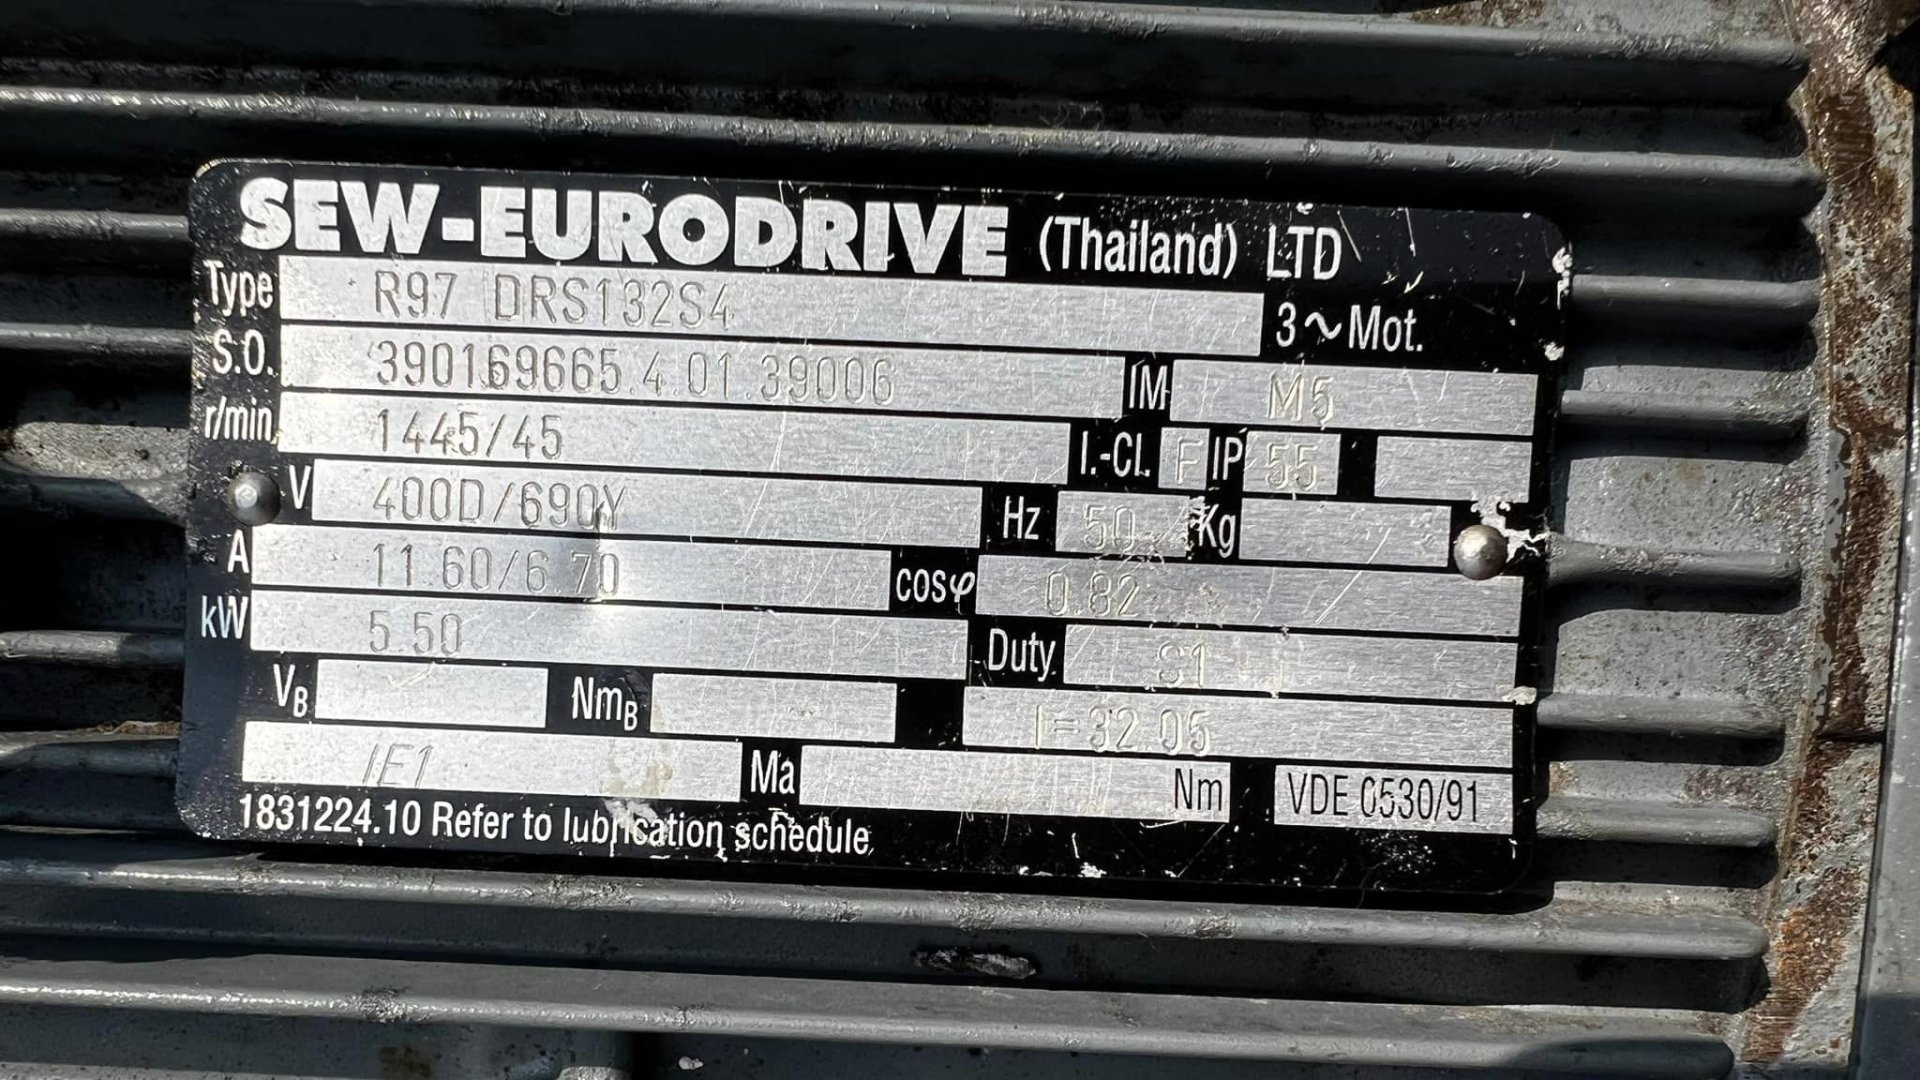 SEW-EURODRIVE (Thailand) LTD
Type R97 DRS132S4 3~Mot.
S.O. 390169665.4.01.39006 IM M5
r/min 1445/45 I.-Cl. F IP 55
V 400D/690Y Hz 50 Kg
A 11.60/6.70 cosφ 0.82
kW 5.50 Duty S1
VB NmB I=32.05
IE1 Ma Nm VDE 0530/91
1831224.10 Refer to lubrication schedule